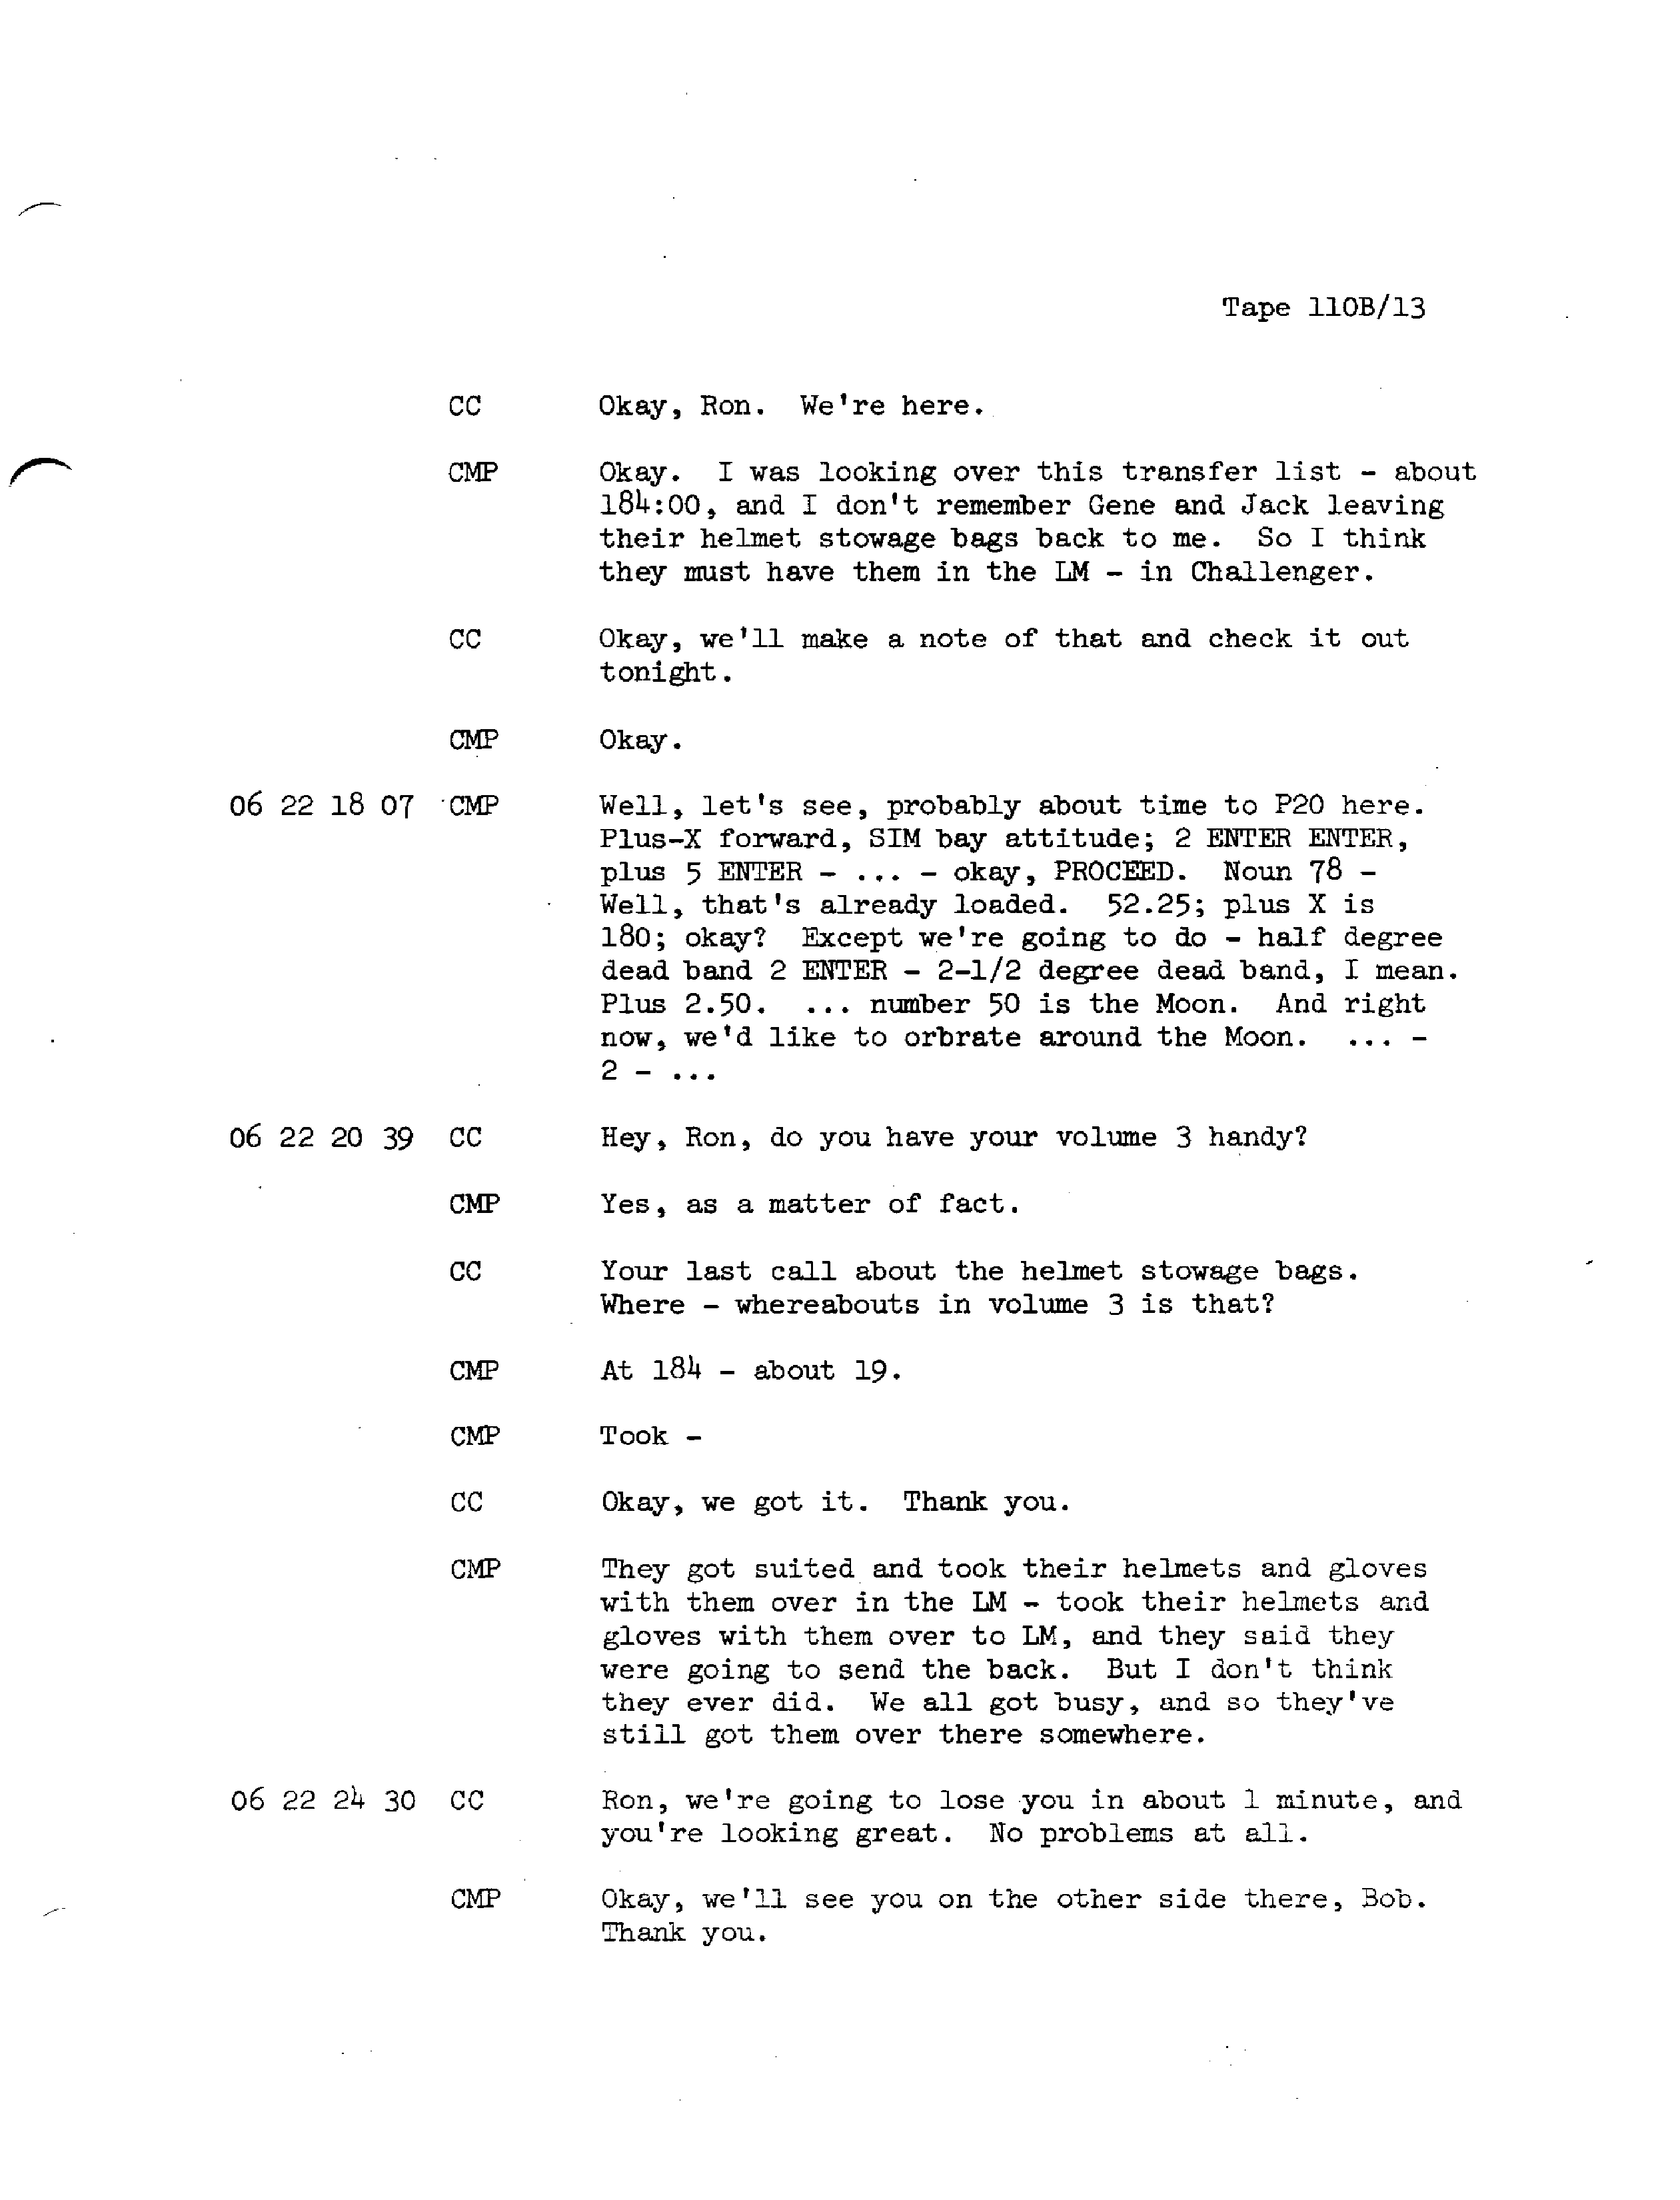 Tape 110B/13
CC Okay, Ron. We're here.
CMP Okay. I was looking over this transfer list - about
184:00, and I don't remember Gene and Jack leaving
their helmet stowage bags back to me. So I think
they must have them in the LM - in Challenger.
CC Okay, we'll make a note of that and check it out
tonight.
CMP Okay.
06 22 18 07 CMP Well, let's see, probably about time to P20 here.
Plus-X forward, SIM bay attitude; 2 ENTER ENTER,
plus 5 ENTER - ... - okay, PROCEED. Noun 78 -
Well, that's already loaded. 52.25; plus X is
180; okay? Except we're going to do - half degree
dead band 2 ENTER - 2-1/2 degree dead band, I mean.
Plus 2.50. ... number 50 is the Moon. And right
now, we'd like to orbrate around the Moon. ... -
2 - ...
06 22 20 39 CC Hey, Ron, do you have your volume 3 handy?
CMP Yes, as a matter of fact.
CC Your last call about the helmet stowage bags.
Where - whereabouts in volume 3 is that?
CMP At 184 - about 19.
CMP Took -
CC Okay, we got it. Thank you.
CMP They got suited and took their helmets and gloves
with them over in the LM - took their helmets and
gloves with them over to LM, and they said they
were going to send the back. But I don't think
they ever did. We all got busy, and so they've
still got them over there somewhere.
06 22 24 30 CC Ron, we're going to lose you in about 1 minute, and
you're looking great. No problems at all.
CMP Okay, we'll see you on the other side there, Bob.
Thank you.